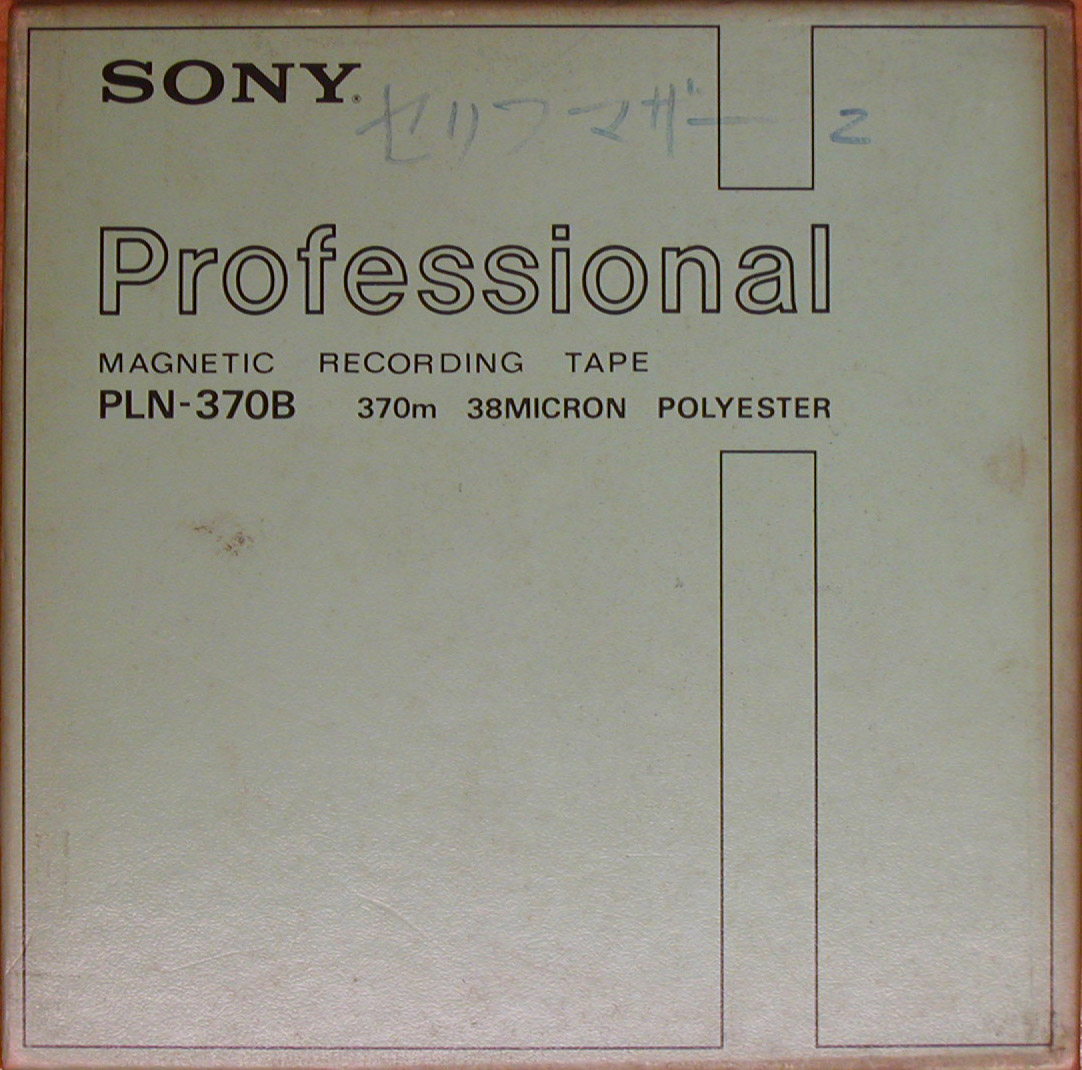 SONY®
セリフマザー 2
Professional
MAGNETIC RECORDING TAPE
PLN-370B 370m 38MICRON POLYESTER